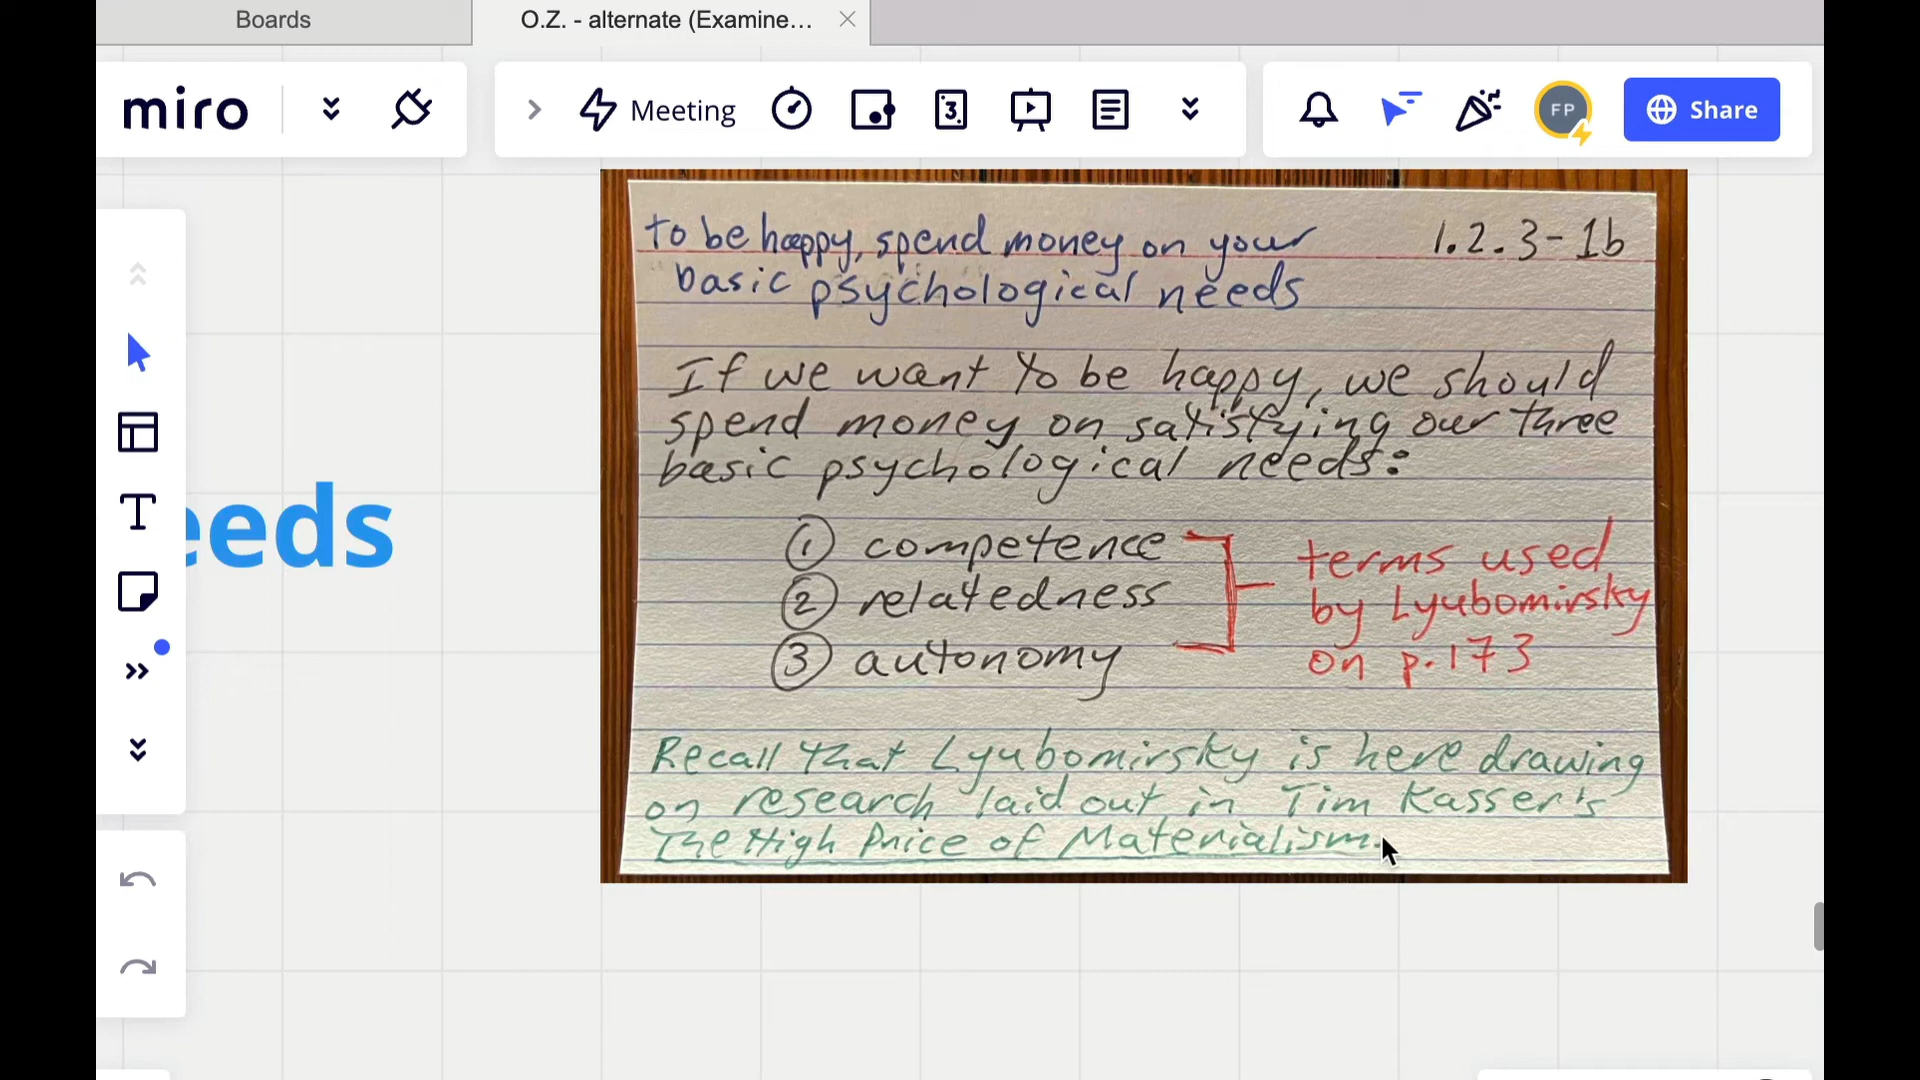 Boards
O.Z. - alternate (Examine...
miro
Meeting
3
FP
Share
to be happy, spend money on your
1.2.3-1b
basic psychological needs
If we want to be happy, we should
spend money on satisfying our three
basic psychological needs:
① competence
② relatedness
③ autonomy
terms used
by Lyubomirsky
on p.173
Recall that Lyubomirsky is here drawing
on research laid out in Tim Kasser's
The High Price of Materialism.
T
eeds